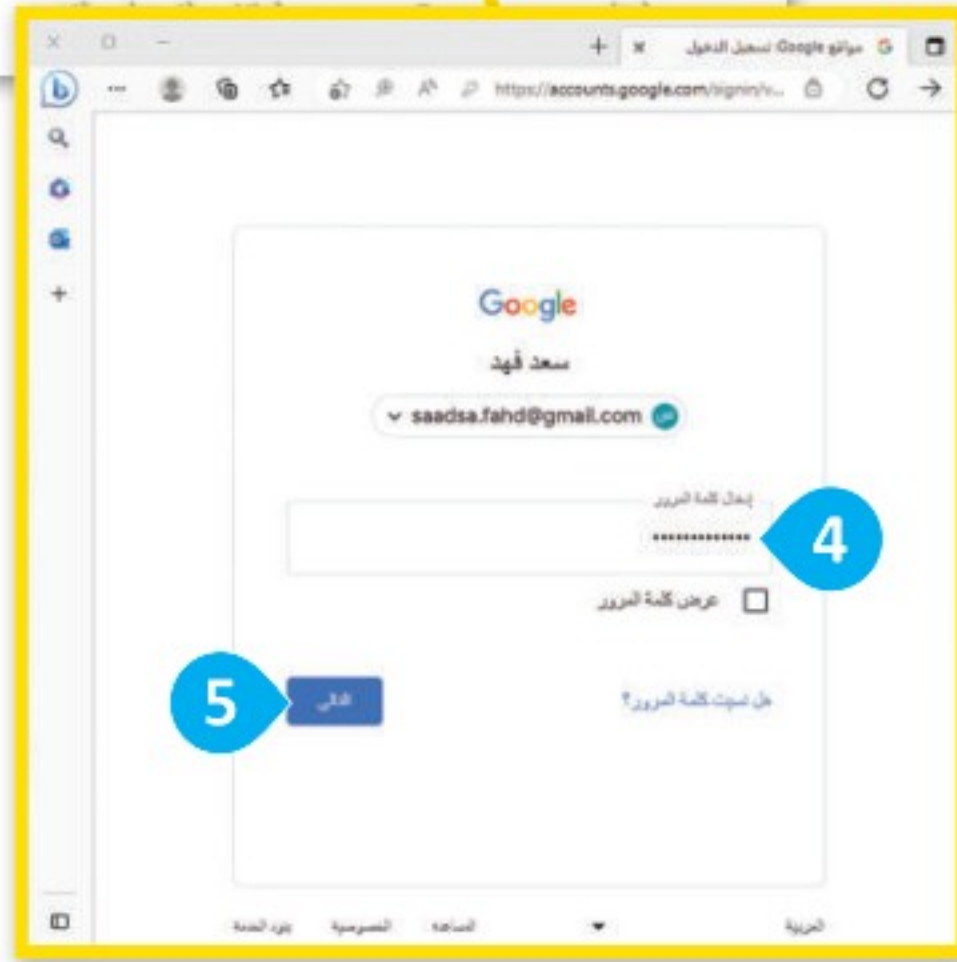 مواقع Google تسجيل الدخول
https://accounts.google.com/signin/v...
Google
سعد فهد
saadsa.fahd@gmail.com
إدخال كلمة المرور
•••••••••••••
4
عرض كلمة المرور
هل نسيت كلمة المرور؟
التالي
5
العربية
المساعدة
الخصوصية
بنود الخدمة